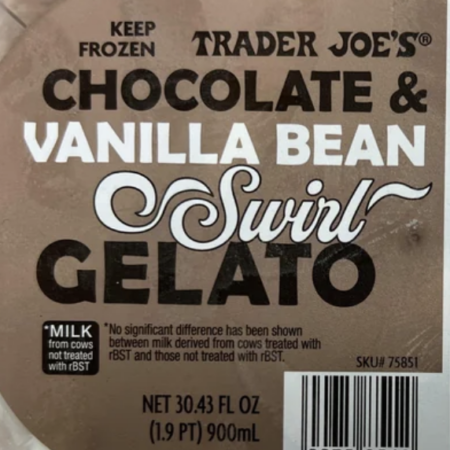 KEEP
FROZEN
TRADER JOE'S®
CHOCOLATE &
VANILLA BEAN
Swirl
GELATO
*MILK
from cows
not treated
with rBST
*No significant difference has been shown
between milk derived from cows treated with
rBST and those not treated with rBST.
SKU# 75851
NET 30.43 FL OZ
(1.9 PT) 900mL